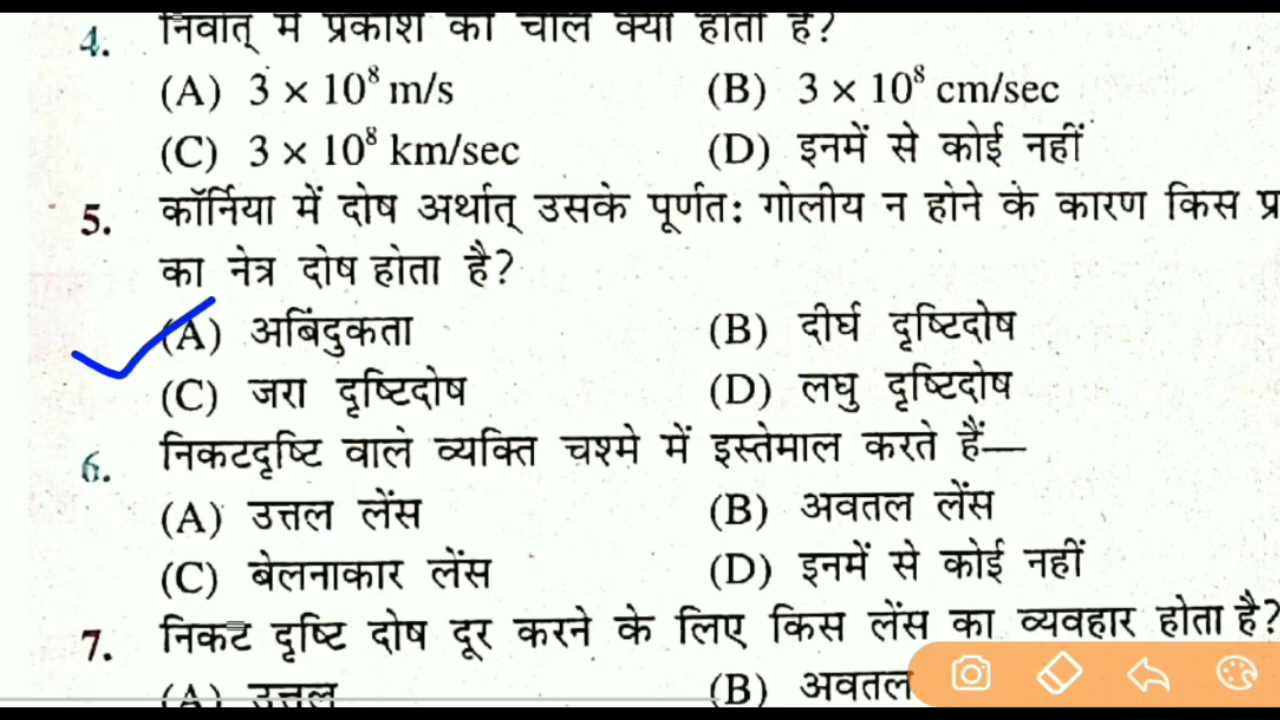 4. निर्वात् में प्रकाश की चाल क्या होती है?
(A) 3 × 10⁸ m/s (B) 3 × 10⁸ cm/sec
(C) 3 × 10⁸ km/sec (D) इनमें से कोई नहीं
5. कॉर्निया में दोष अर्थात् उसके पूर्णत: गोलीय न होने के कारण किस प्र
का नेत्र दोष होता है?
(A) अबिंदुकता (B) दीर्घ दृष्टिदोष
(C) जरा दृष्टिदोष (D) लघु दृष्टिदोष
6. निकटदृष्टि वाले व्यक्ति चश्मे में इस्तेमाल करते हैं—
(A) उत्तल लेंस (B) अवतल लेंस
(C) बेलनाकार लेंस (D) इनमें से कोई नहीं
7. निकट दृष्टि दोष दूर करने के लिए किस लेंस का व्यवहार होता है?
(A) उत्तल (B) अवतल